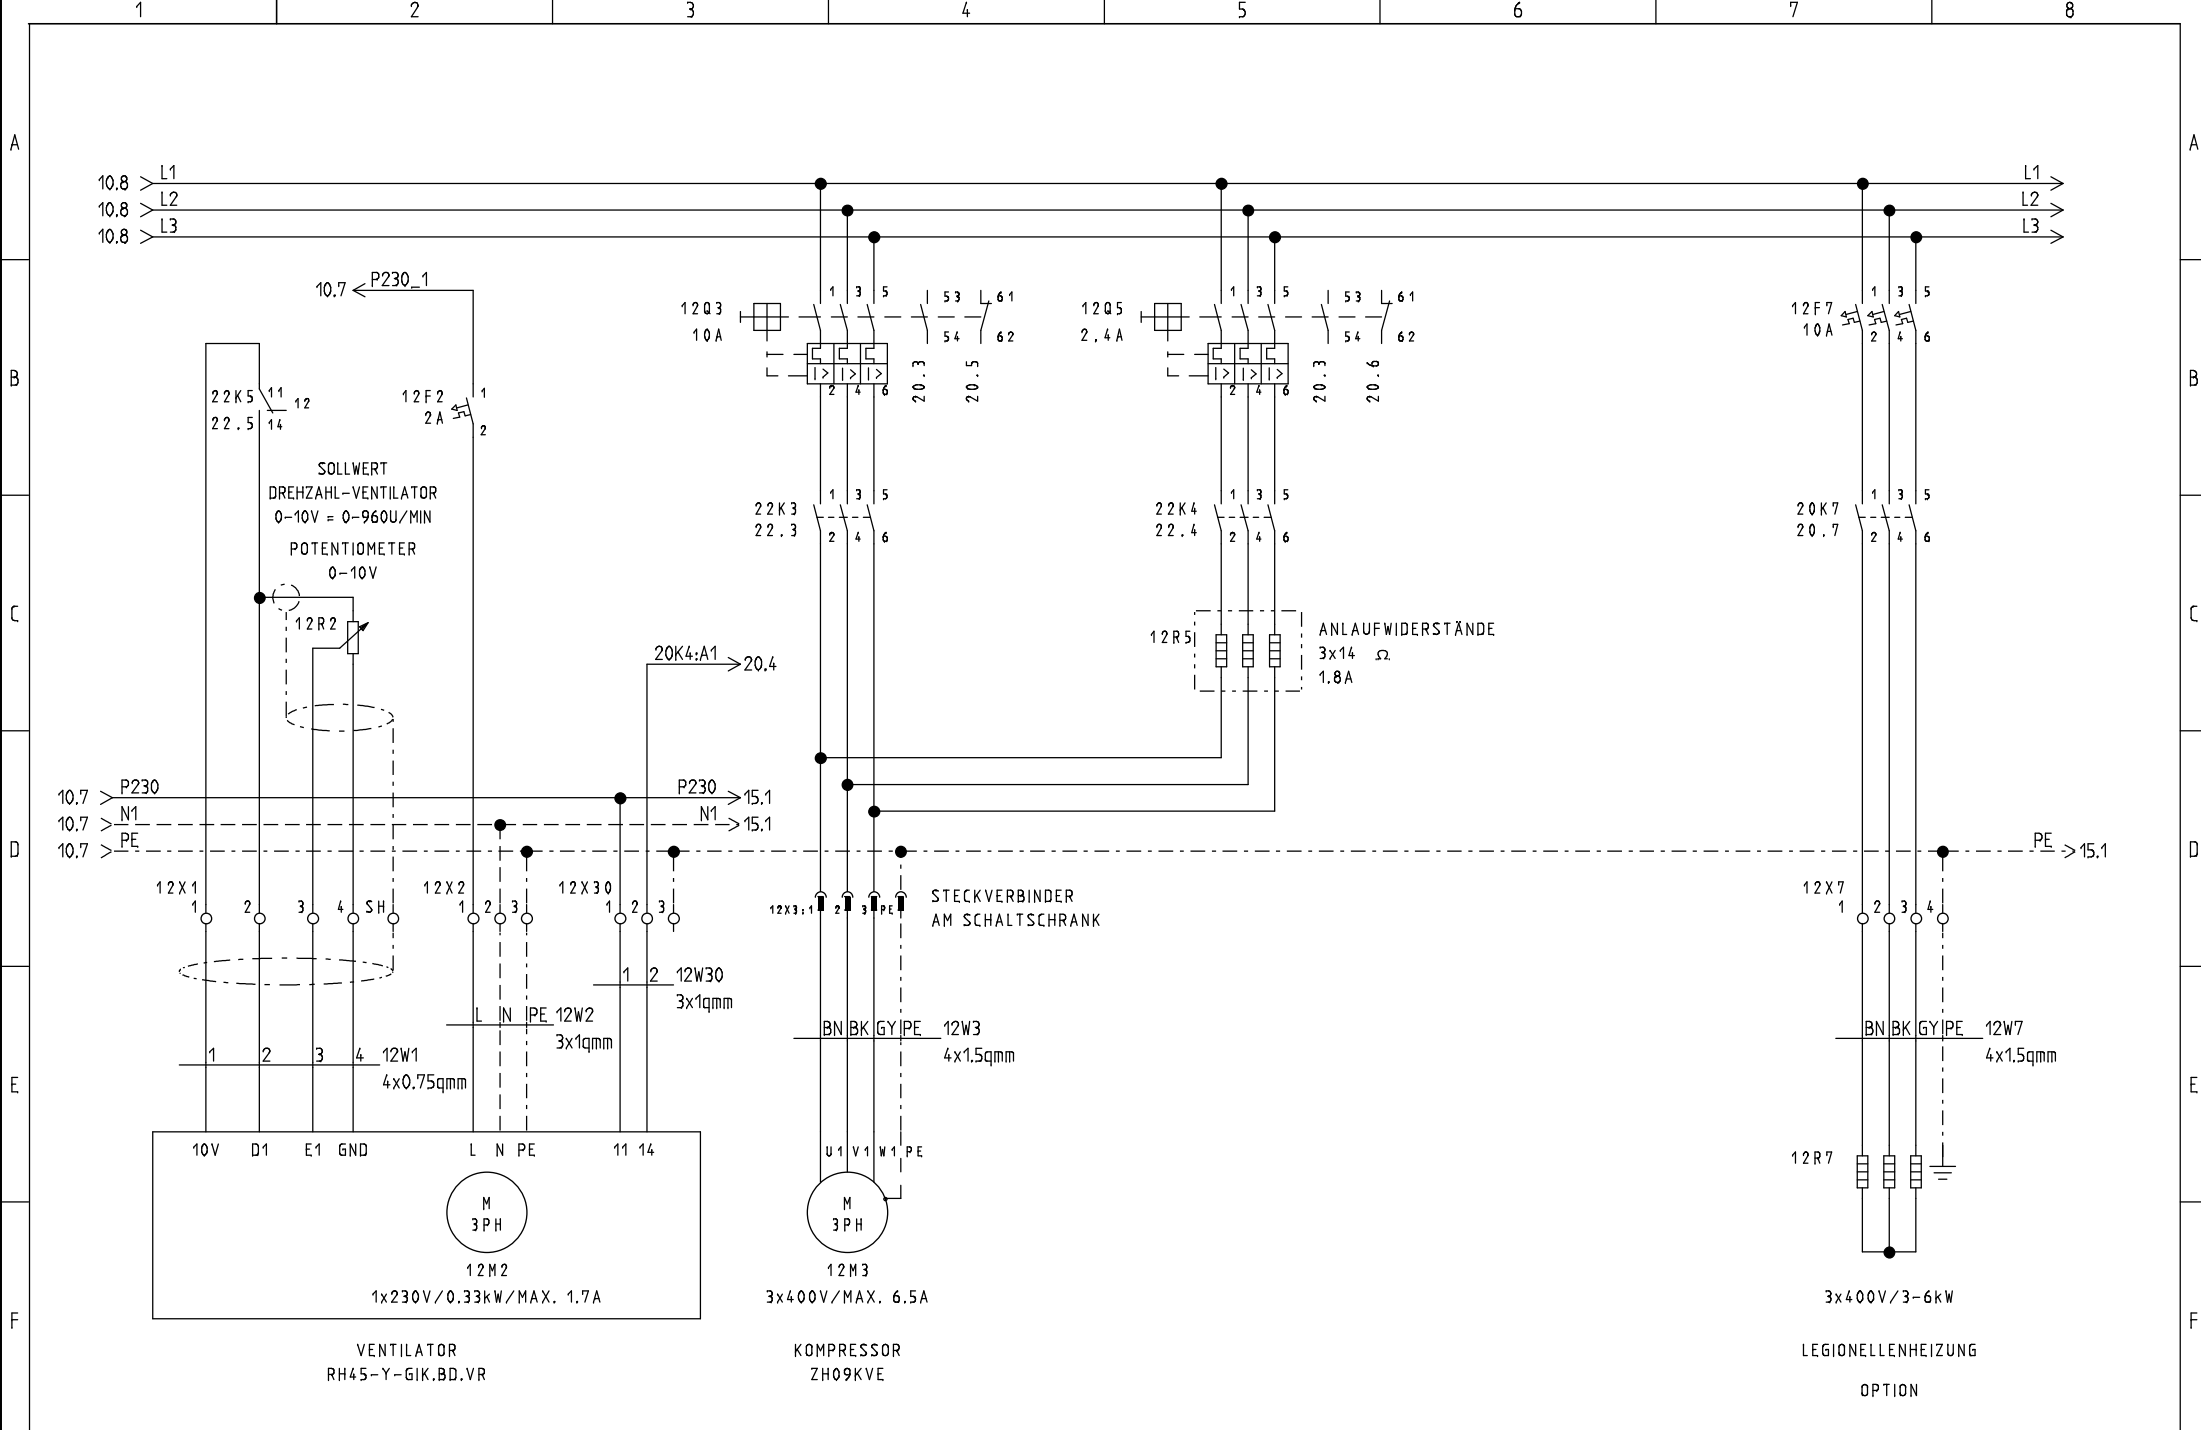 1 2 3 4 5 6 7 8
A A
10.8 L1 L1
10.8 L2 L2
10.8 L3 L3
10.7 P230_1
12Q3
10A
1 3 5
53 61
54 62
2 4 6
20.3 20.5
12Q5
2,4A
1 3 5
53 61
54 62
2 4 6
20.3 20.6
12F7
10A
1 3 5
2 4 6
B B
22K5 11 12
22.5 14
12F2 1
2A 2
SOLLWERT
DREHZAHL-VENTILATOR
0-10V = 0-960U/MIN
POTENTIOMETER
0-10V
22K3 1 3 5
22.3 2 4 6
22K4 1 3 5
22.4 2 4 6
20K7 1 3 5
20.7 2 4 6
C C
12R2
20K4:A1 20.4
12R5
ANLAUFWIDERSTÄNDE
3x14 Ω
1.8A
10.7 P230 P230 15.1
10.7 N1 N1 15.1
10.7 PE PE 15.1
D D
12X1 1 2 3 4 SH
12X2 1 2 3
12X30 1 2 3
12X3:1 2 3 PE
STECKVERBINDER
AM SCHALTSCHRANK
12X7
1 2 3 4
1 2 12W30
3x1qmm
L N PE 12W2
3x1qmm
1 2 3 4 12W1
4x0.75qmm
BN BK GY PE 12W3
4x1.5qmm
BN BK GY PE 12W7
4x1.5qmm
E E
10V D1 E1 GND L N PE 11 14
U1 V1 W1 PE
12R7
M
3PH
12M2
1x230V/0.33kW/MAX. 1.7A
M
3PH
12M3
3x400V/MAX. 6.5A
3x400V/3-6kW
F F
VENTILATOR
RH45-Y-GIK.BD.VR
KOMPRESSOR
ZH09KVE
LEGIONELLENHEIZUNG
OPTION